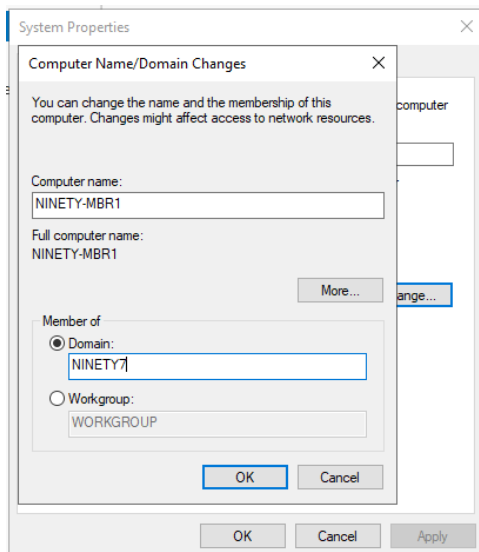 System Properties
Computer Name/Domain Changes
You can change the name and the membership of this
computer. Changes might affect access to network resources.
computer
Computer name:
NINETY-MBR1
Full computer name:
NINETY-MBR1
More...
ange...
Member of
Domain:
NINETY7
Workgroup:
WORKGROUP
OK Cancel
OK Cancel Apply